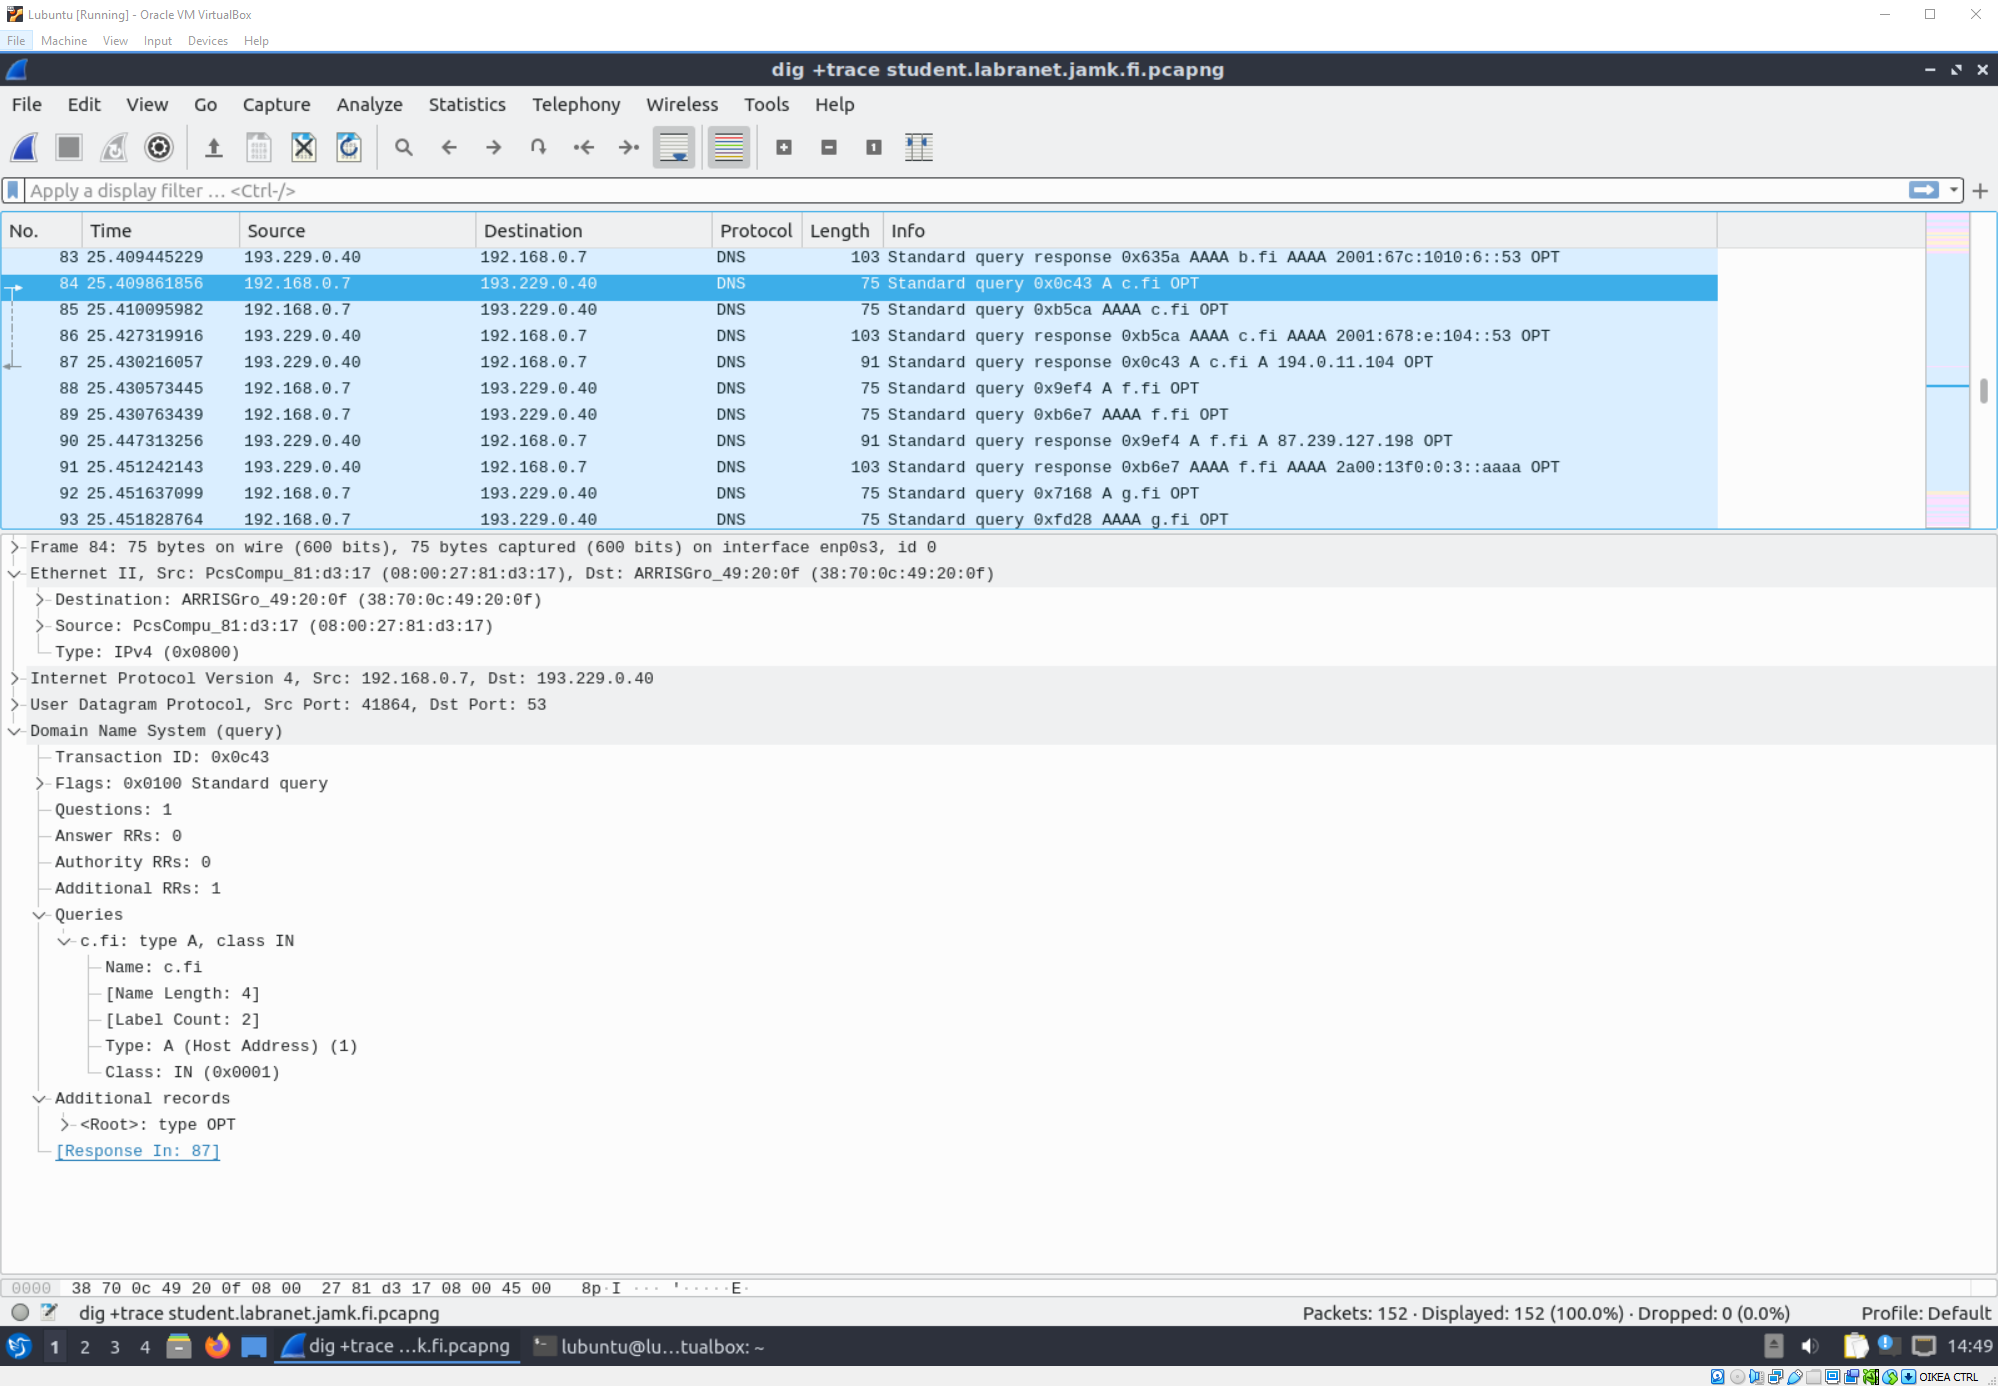 Lubuntu [Running] - Oracle VM VirtualBox
File Machine View Input Devices Help
dig +trace student.labranet.jamk.fi.pcapng
File Edit View Go Capture Analyze Statistics Telephony Wireless Tools Help
Apply a display filter … <Ctrl-/>
No. Time Source Destination Protocol Length Info
83 25.409445229 193.229.0.40 192.168.0.7 DNS 103 Standard query response 0x635a AAAA b.fi AAAA 2001:67c:1010:6::53 OPT
84 25.409861856 192.168.0.7 193.229.0.40 DNS 75 Standard query 0x0c43 A c.fi OPT
85 25.410095982 192.168.0.7 193.229.0.40 DNS 75 Standard query 0xb5ca AAAA c.fi OPT
86 25.427319916 193.229.0.40 192.168.0.7 DNS 103 Standard query response 0xb5ca AAAA c.fi AAAA 2001:678:e:104::53 OPT
87 25.430216057 193.229.0.40 192.168.0.7 DNS 91 Standard query response 0x0c43 A c.fi A 194.0.11.104 OPT
88 25.430573445 192.168.0.7 193.229.0.40 DNS 75 Standard query 0x9ef4 A f.fi OPT
89 25.430763439 192.168.0.7 193.229.0.40 DNS 75 Standard query 0xb6e7 AAAA f.fi OPT
90 25.447313256 193.229.0.40 192.168.0.7 DNS 91 Standard query response 0x9ef4 A f.fi A 87.239.127.198 OPT
91 25.451242143 193.229.0.40 192.168.0.7 DNS 103 Standard query response 0xb6e7 AAAA f.fi AAAA 2a00:13f0:0:3::aaaa OPT
92 25.451637099 192.168.0.7 193.229.0.40 DNS 75 Standard query 0x7168 A g.fi OPT
93 25.451828764 192.168.0.7 193.229.0.40 DNS 75 Standard query 0xfd28 AAAA g.fi OPT
Frame 84: 75 bytes on wire (600 bits), 75 bytes captured (600 bits) on interface enp0s3, id 0
Ethernet II, Src: PcsCompu_81:d3:17 (08:00:27:81:d3:17), Dst: ARRISGro_49:20:0f (38:70:0c:49:20:0f)
Destination: ARRISGro_49:20:0f (38:70:0c:49:20:0f)
Source: PcsCompu_81:d3:17 (08:00:27:81:d3:17)
Type: IPv4 (0x0800)
Internet Protocol Version 4, Src: 192.168.0.7, Dst: 193.229.0.40
User Datagram Protocol, Src Port: 41864, Dst Port: 53
Domain Name System (query)
Transaction ID: 0x0c43
Flags: 0x0100 Standard query
Questions: 1
Answer RRs: 0
Authority RRs: 0
Additional RRs: 1
Queries
c.fi: type A, class IN
Name: c.fi
[Name Length: 4]
[Label Count: 2]
Type: A (Host Address) (1)
Class: IN (0x0001)
Additional records
<Root>: type OPT
[Response In: 87]
0000 38 70 0c 49 20 0f 08 00 27 81 d3 17 08 00 45 00 8p·I ··· '·····E·
dig +trace student.labranet.jamk.fi.pcapng Packets: 152 · Displayed: 152 (100.0%) · Dropped: 0 (0.0%) Profile: Default
1 2 3 4 dig +trace ...k.fi.pcapng lubuntu@lu...tualbox: ~ 14:49
OIKEA CTRL